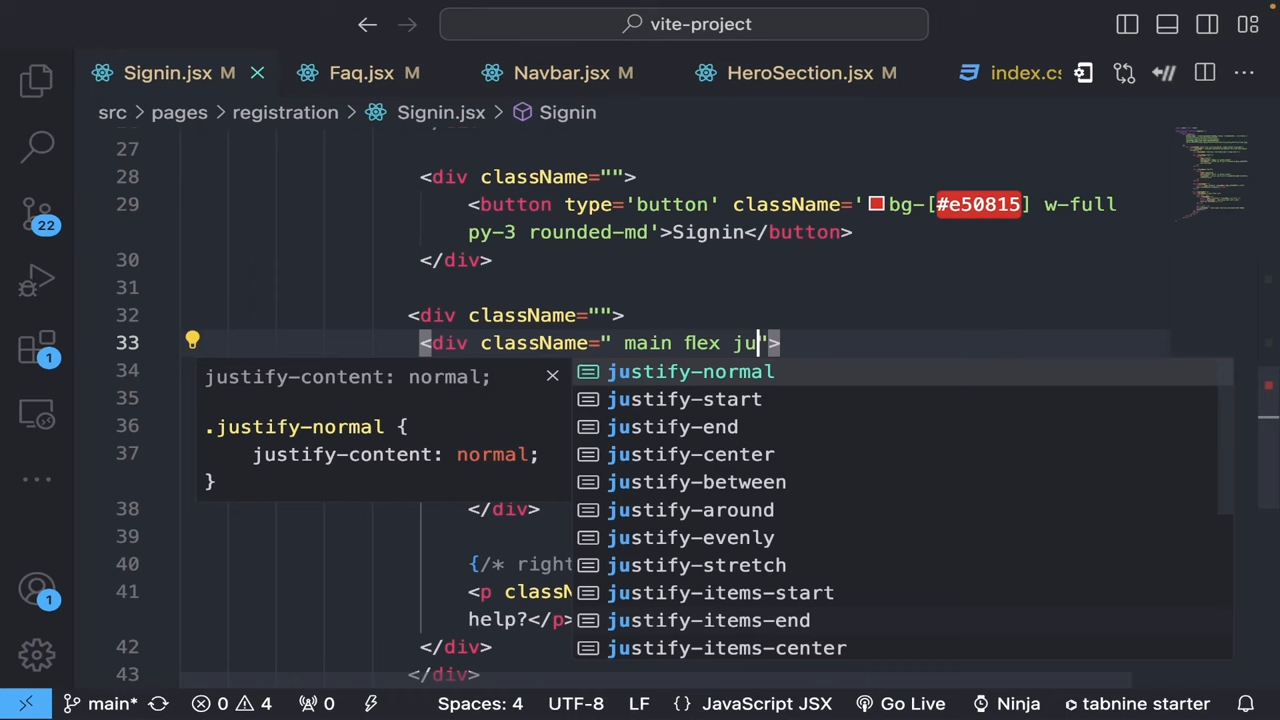 vite-project
Signin.jsx M Faq.jsx M Navbar.jsx M HeroSection.jsx M index.cs ...
src > pages > registration > Signin.jsx > Signin
27
28 <div className="">
29 <button type='button' className='bg-[#e50815] w-full
py-3 rounded-md'>Signin</button>
30 </div>
31
32 <div className="">
33 <div className=" main flex ju">
34
35
36
37
38 </div>
39
40 {/* right
41 <p classN
help?</p>
42 </div>
43 </div>
justify-content: normal;
.justify-normal {
justify-content: normal;
}
justify-normal
justify-start
justify-end
justify-center
justify-between
justify-around
justify-evenly
justify-stretch
justify-items-start
justify-items-end
justify-items-center
22
1
1
main* 0 4 0 Spaces: 4 UTF-8 LF {} JavaScript JSX Go Live Ninja tabnine starter